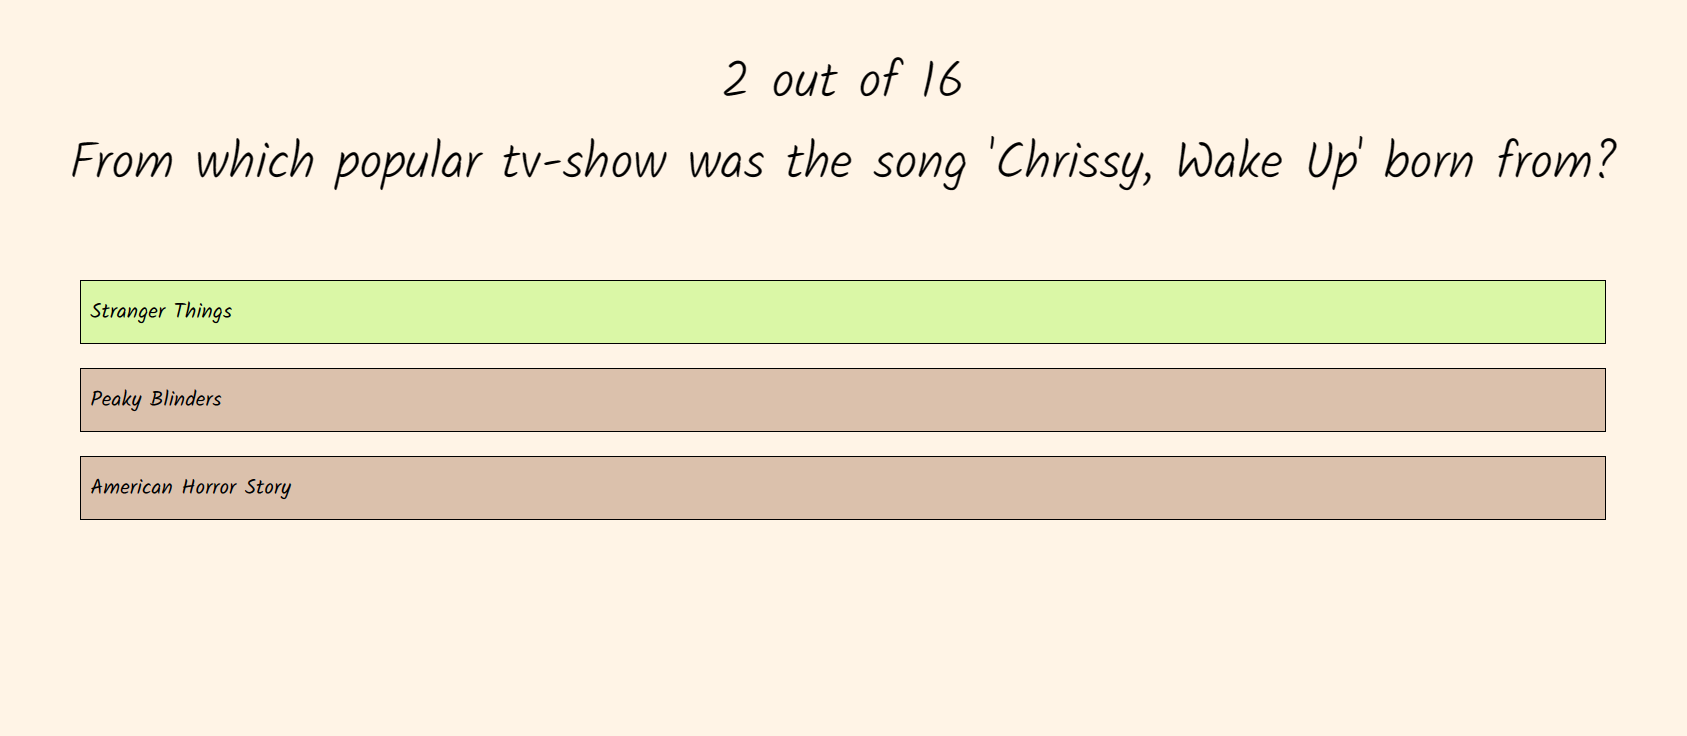 2 out of 16
From which popular tv-show was the song 'Chrissy, Wake Up' born from?
Stranger Things
Peaky Blinders
American Horror Story